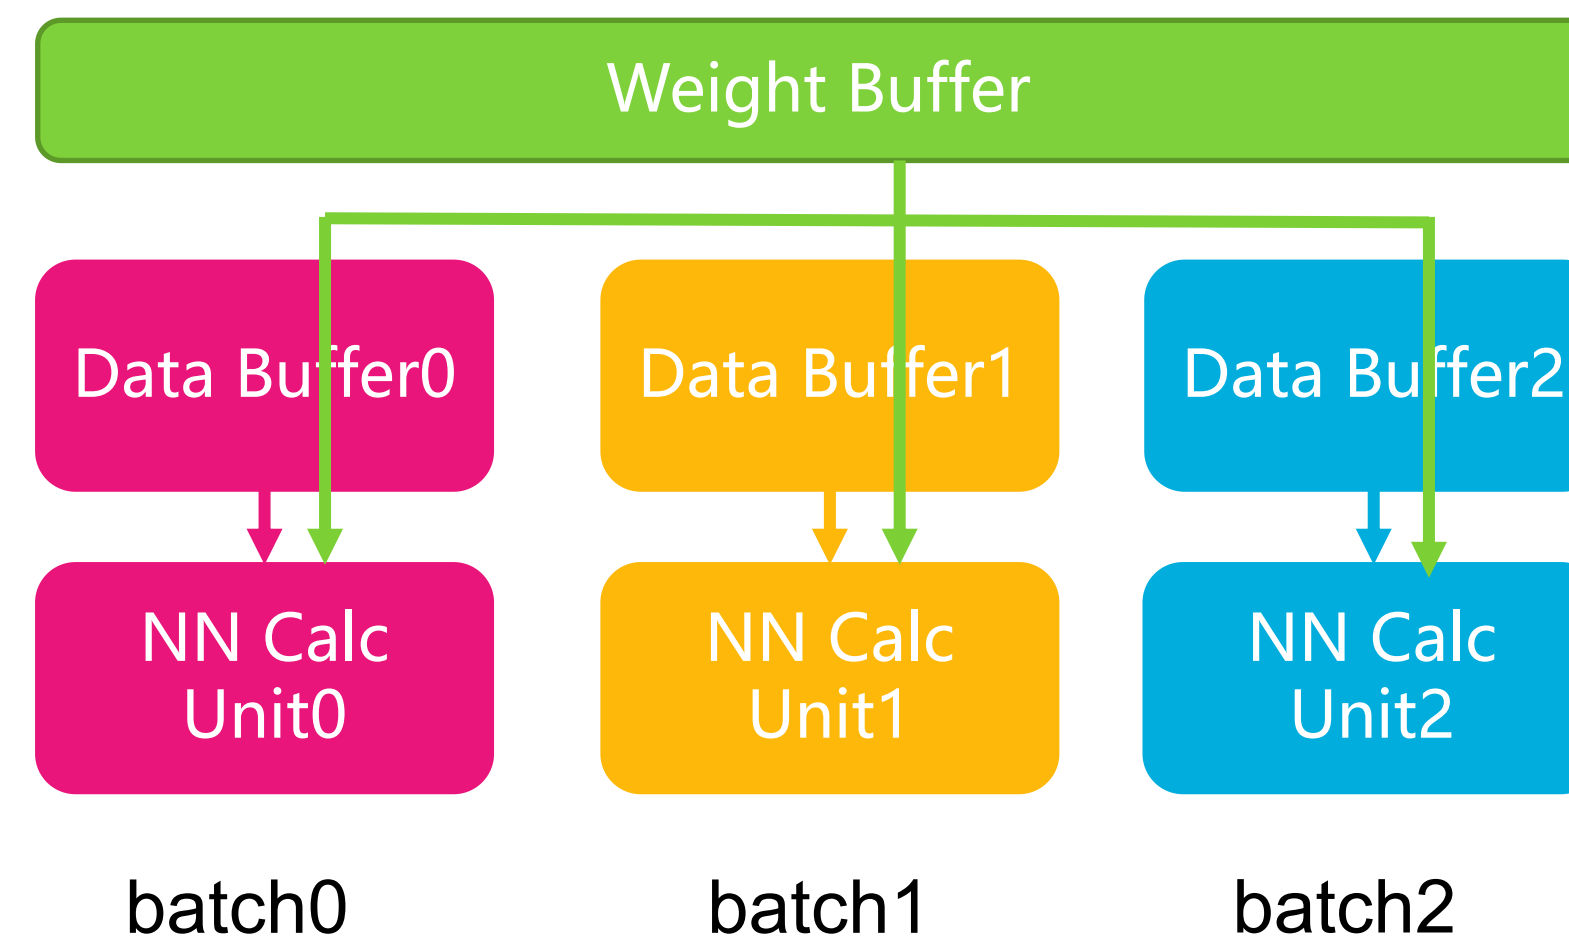 Weight Buffer
Data Buffer0
Data Buffer1
Data Buffer2
NN Calc
Unit0
NN Calc
Unit1
NN Calc
Unit2
batch0
batch1
batch2